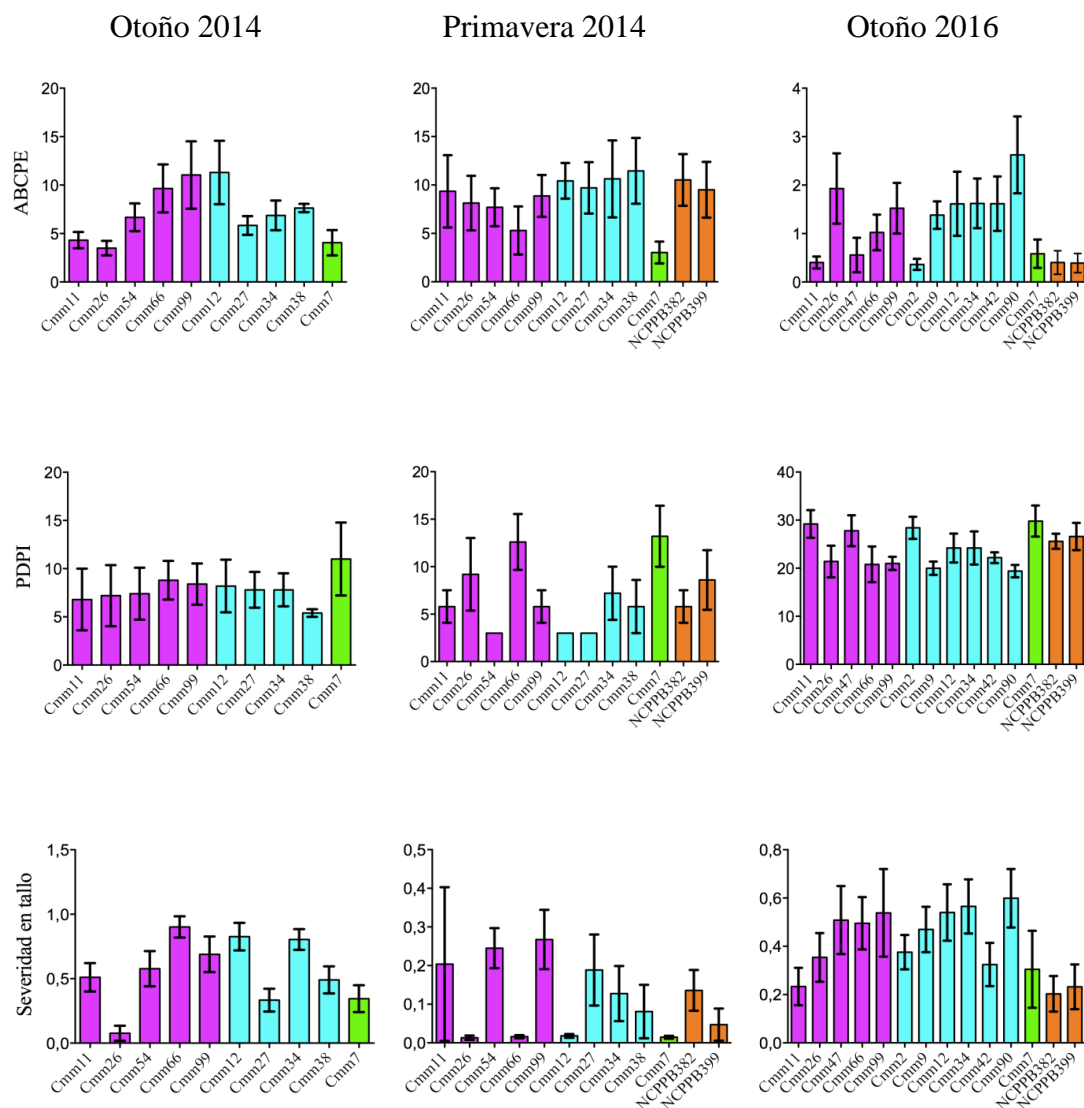 Otoño 2014
Primavera 2014
Otoño 2016
ABCPE
20
15
10
5
0
Cmm11
Cmm26
Cmm54
Cmm66
Cmm99
Cmm12
Cmm27
Cmm34
Cmm38
Cmm7
20
15
10
5
0
Cmm11
Cmm26
Cmm54
Cmm66
Cmm99
Cmm12
Cmm27
Cmm34
Cmm38
Cmm7
NCPPB382
NCPPB399
4
3
2
1
0
Cmm11
Cmm26
Cmm47
Cmm66
Cmm99
Cmm2
Cmm9
Cmm12
Cmm34
Cmm42
Cmm90
Cmm7
NCPPB382
NCPPB399
PDPI
20
15
10
5
0
Cmm11
Cmm26
Cmm54
Cmm66
Cmm99
Cmm12
Cmm27
Cmm34
Cmm38
Cmm7
20
15
10
5
0
Cmm11
Cmm26
Cmm54
Cmm66
Cmm99
Cmm12
Cmm27
Cmm34
Cmm38
Cmm7
NCPPB382
NCPPB399
40
30
20
10
0
Cmm11
Cmm26
Cmm47
Cmm66
Cmm99
Cmm2
Cmm9
Cmm12
Cmm34
Cmm42
Cmm90
Cmm7
NCPPB382
NCPPB399
Severidad en tallo
1,5
1,0
0,5
0,0
Cmm11
Cmm26
Cmm54
Cmm66
Cmm99
Cmm12
Cmm27
Cmm34
Cmm38
Cmm7
0,5
0,4
0,3
0,2
0,1
0,0
Cmm11
Cmm26
Cmm54
Cmm66
Cmm99
Cmm12
Cmm27
Cmm34
Cmm38
Cmm7
NCPPB382
NCPPB399
0,8
0,6
0,4
0,2
0,0
Cmm11
Cmm26
Cmm47
Cmm66
Cmm99
Cmm2
Cmm9
Cmm12
Cmm34
Cmm42
Cmm90
Cmm7
NCPPB382
NCPPB399